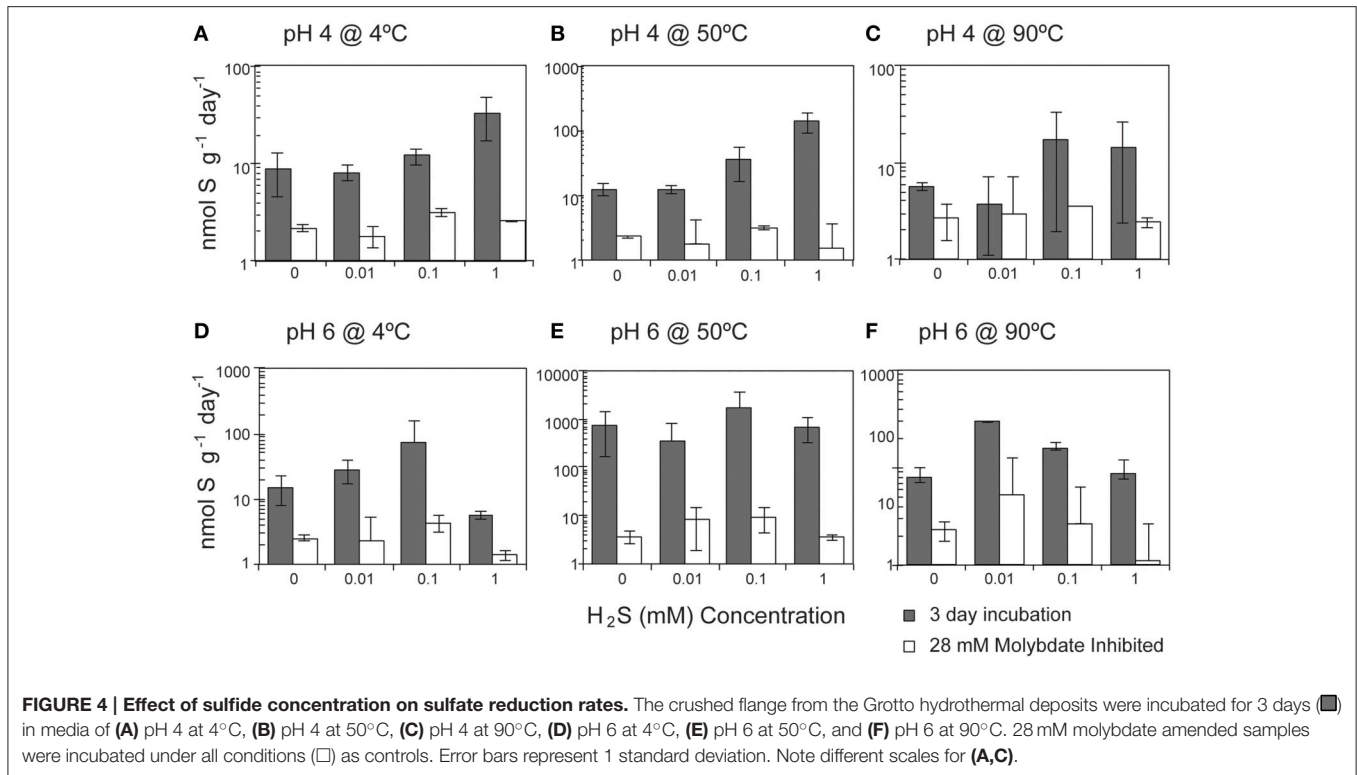 A pH 4 @ 4ºC
B pH 4 @ 50ºC
C pH 4 @ 90ºC
nmol S g⁻¹ day⁻¹
100
10
1
0 0.01 0.1 1
1000
100
10
1
0 0.01 0.1 1
100
10
1
0 0.01 0.1 1
D pH 6 @ 4ºC
E pH 6 @ 50ºC
F pH 6 @ 90ºC
nmol S g⁻¹ day⁻¹
1000
100
10
1
0 0.01 0.1 1
10000
1000
100
10
1
0 0.01 0.1 1
1000
100
10
1
0 0.01 0.1 1
H₂S (mM) Concentration
3 day incubation
28 mM Molybdate Inhibited
FIGURE 4 | Effect of sulfide concentration on sulfate reduction rates. The crushed flange from the Grotto hydrothermal deposits were incubated for 3 days (■)
in media of (A) pH 4 at 4°C, (B) pH 4 at 50°C, (C) pH 4 at 90°C, (D) pH 6 at 4°C, (E) pH 6 at 50°C, and (F) pH 6 at 90°C. 28 mM molybdate amended samples
were incubated under all conditions (□) as controls. Error bars represent 1 standard deviation. Note different scales for (A,C).